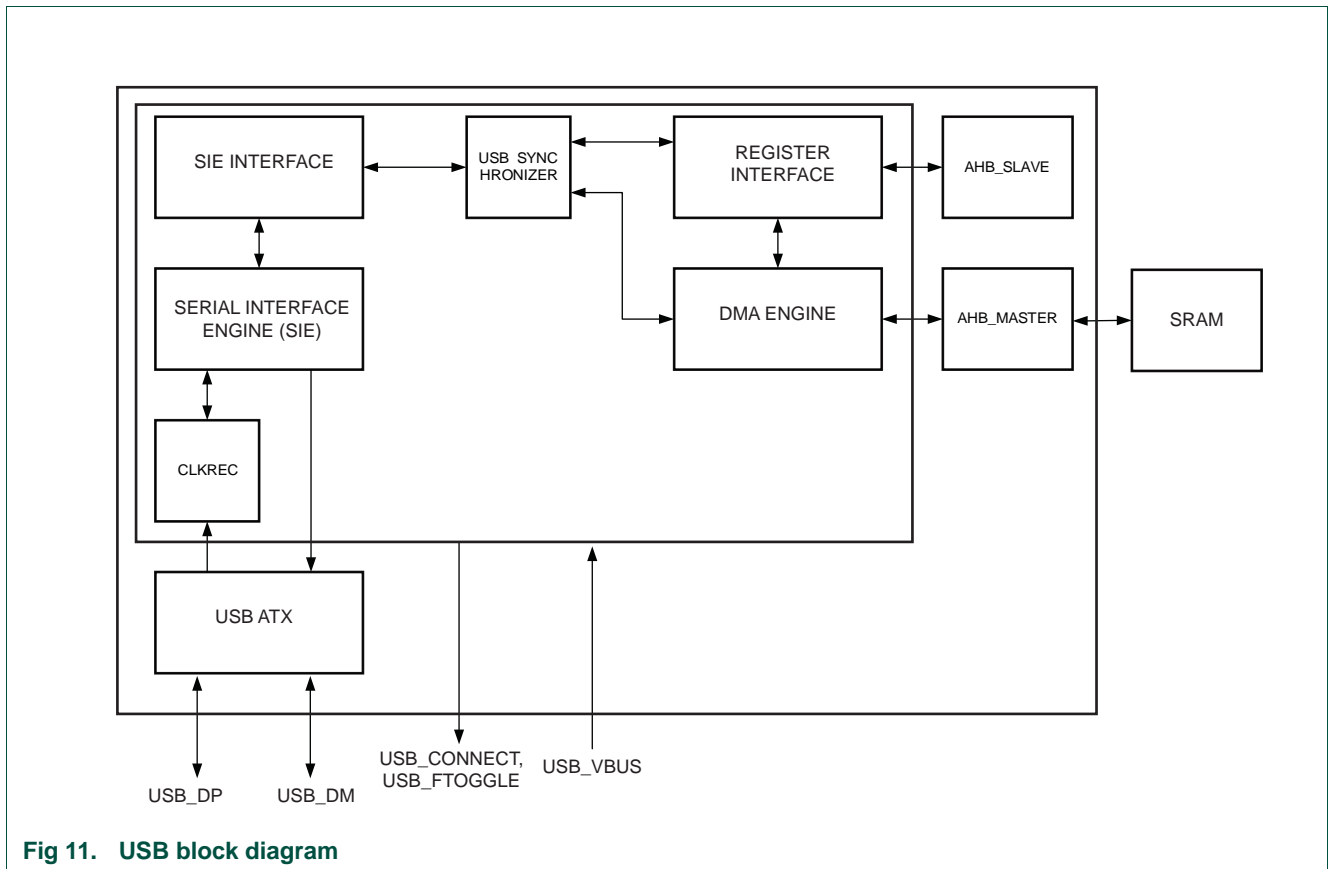 SIE INTERFACE
USB SYNC
HRONIZER
REGISTER
INTERFACE
AHB_SLAVE
SERIAL INTERFACE
ENGINE (SIE)
DMA ENGINE
AHB_MASTER
SRAM
CLKREC
USB ATX
USB_DP
USB_DM
USB_CONNECT,
USB_FTOGGLE
USB_VBUS
Fig 11. USB block diagram